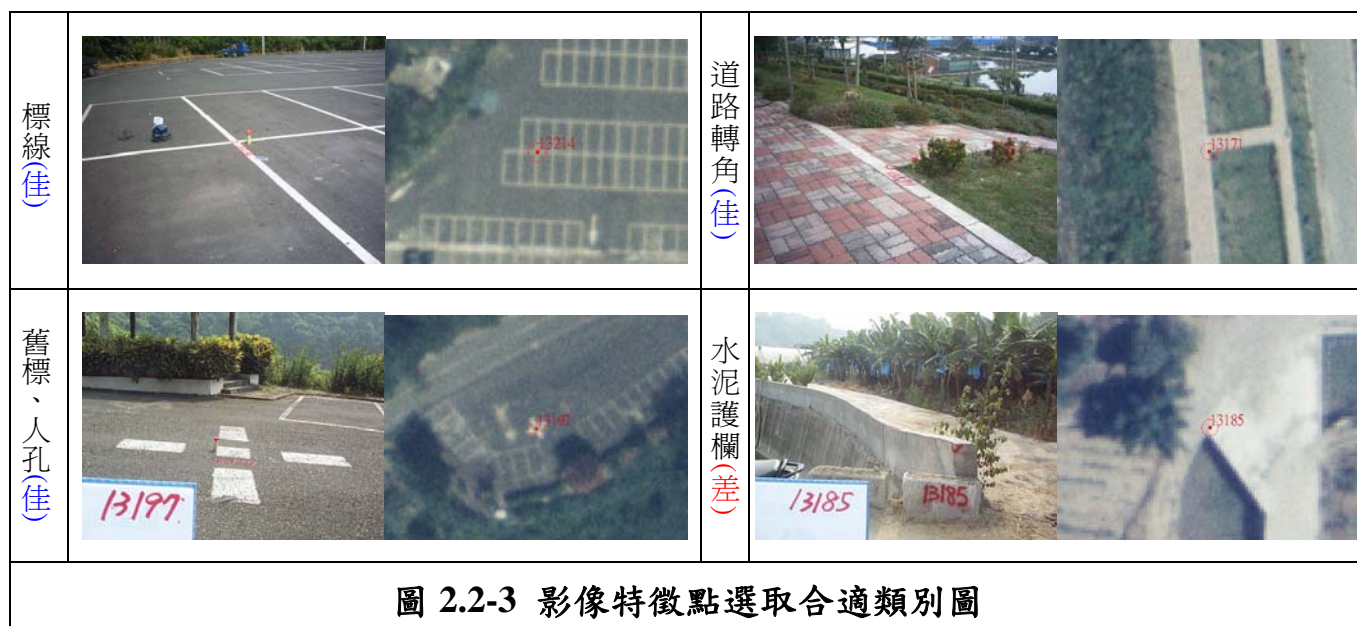 標線(佳)
13214
道路轉角(佳)
13171
舊標、人孔(佳)
13197
13197
水泥護欄(差)
13185
13185
13185
圖 2.2-3 影像特徵點選取合適類別圖